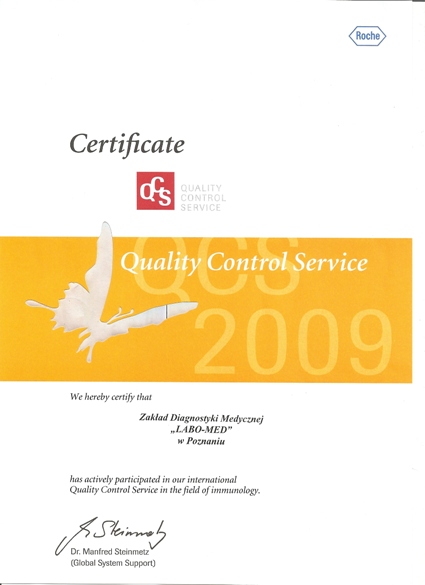 Roche
Certificate
QCS
QUALITY
CONTROL
SERVICE
QCS
Quality Control Service
2009
We hereby certify that
Zakład Diagnostyki Medycznej
„LABO-MED”
w Poznaniu
has actively participated in our international
Quality Control Service in the field of immunology.
Dr. Manfred Steinmetz
(Global System Support)